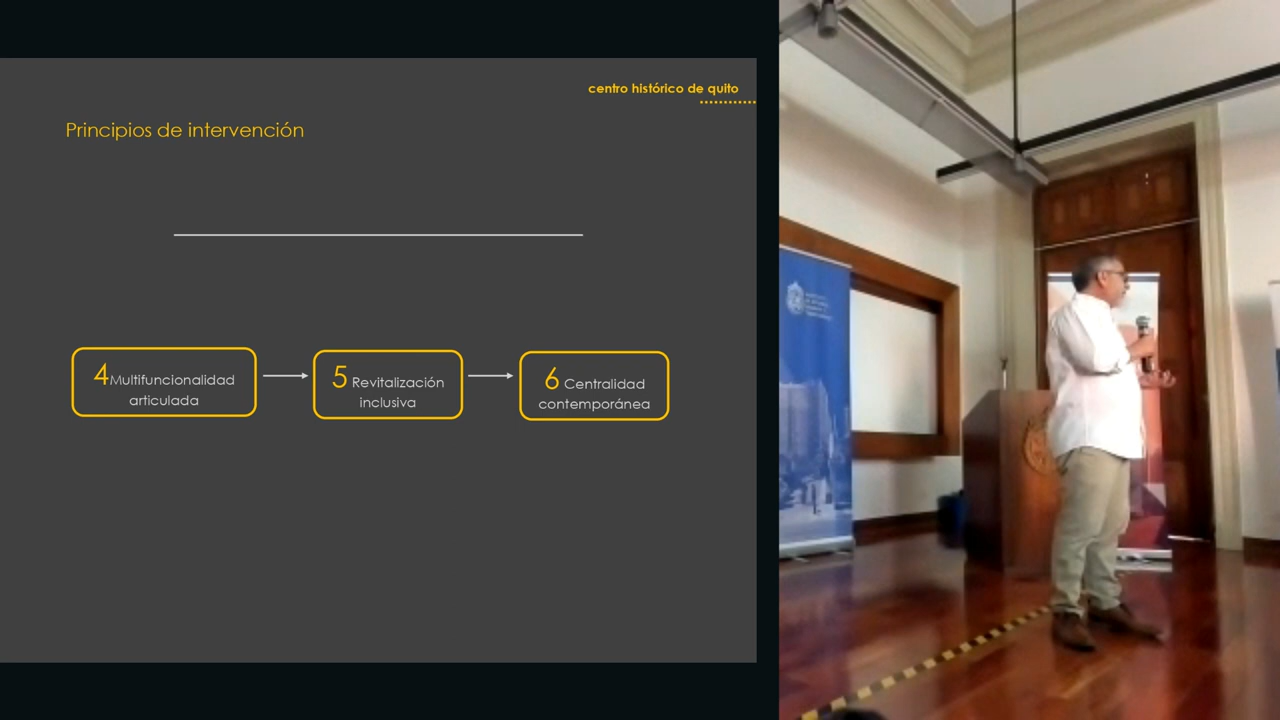 centro histórico de quito
Principios de intervención
4 Multifuncionalidad
articulada
5 Revitalización
inclusiva
6 Centralidad
contemporánea